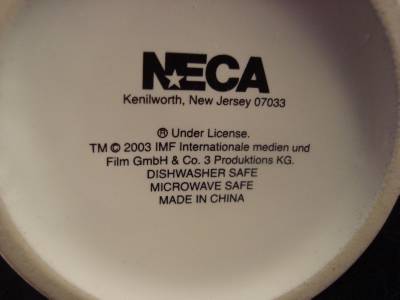 NECA
Kenilworth, New Jersey 07033
® Under License.
TM © 2003 IMF Internationale medien und
Film GmbH & Co. 3 Produktions KG.
DISHWASHER SAFE
MICROWAVE SAFE
MADE IN CHINA